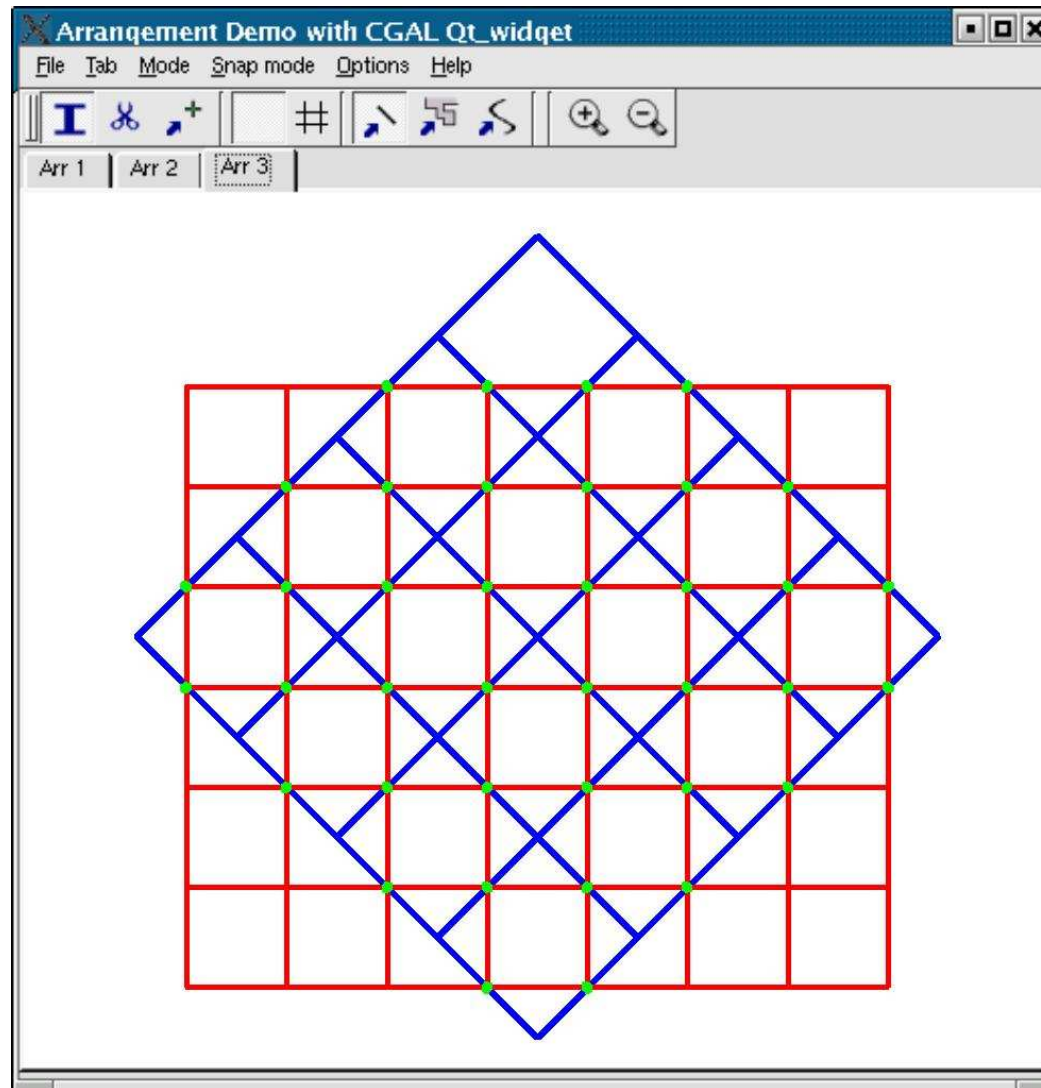 Arrangement Demo with CGAL Qt_widget
File Tab Mode Snap mode Options Help
Arr 1 Arr 2 Arr 3